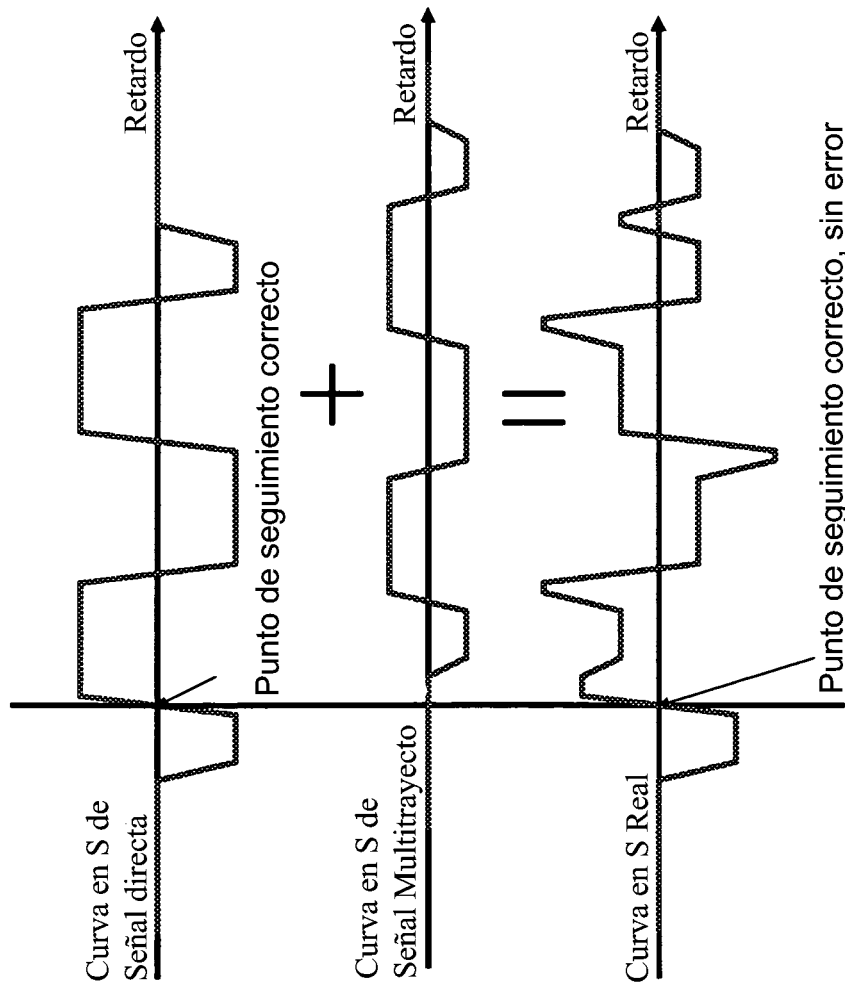 Curva en S de
Señal directa
Retardo
Punto de seguimiento correcto
+
Curva en S de
Señal Multitrayecto
Retardo
=
Curva en S Real
Retardo
Punto de seguimiento correcto, sin error